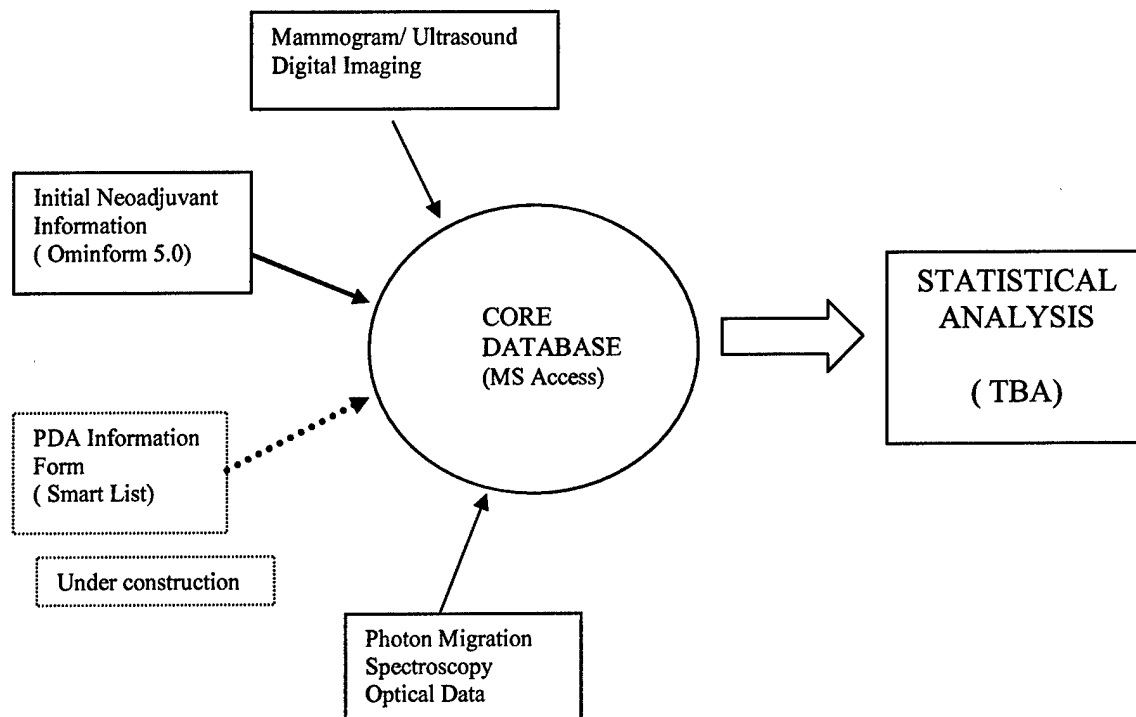 Mammogram/ Ultrasound
Digital Imaging
Initial Neoadjuvant
Information
( Ominform 5.0)
CORE
DATABASE
(MS Access)
STATISTICAL
ANALYSIS
( TBA)
PDA Information
Form
( Smart List)
Under construction
Photon Migration
Spectroscopy
Optical Data